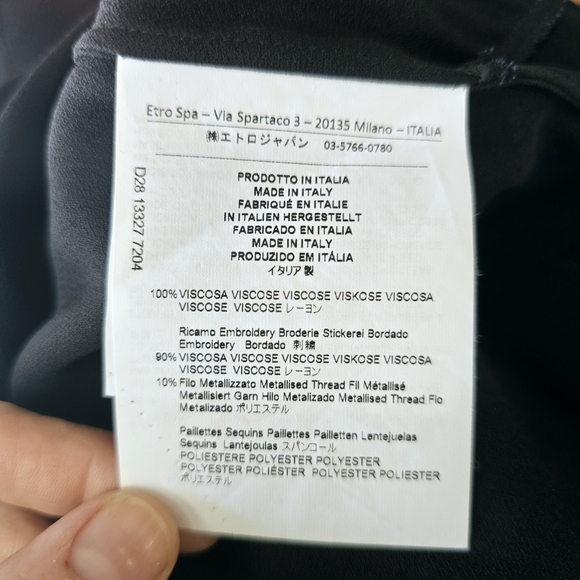 Etro Spa – Via Spartaco 3 – 20135 Milano – ITALIA
㈱エトロジャパン 03-5766-0780
D28 13327 7204
PRODOTTO IN ITALIA
MADE IN ITALY
FABRIQUÉ EN ITALIE
IN ITALIEN HERGESTELLT
FABRICADO EN ITALIA
MADE IN ITALY
PRODUZIDO EM ITÁLIA
イタリア製
100% VISCOSA VISCOSE VISCOSE VISKOSE VISCOSA
VISCOSE VISCOSE レーヨン
Ricamo Embroidery Broderie Stickerei Bordado
Embroidery Bordado 刺繍
90% VISCOSA VISCOSE VISCOSE VISKOSE VISCOSA
VISCOSE VISCOSE レーヨン
10% Filo Metallizzato Metallised Thread Fil Métallisé
Metallisiert Garn Hilo Metalizado Metallised Thread Fio
Metalizado ポリエステル
Paillettes Sequins Paillettes Pailletten Lentejuelas
Sequins Lantejoulas スパンコール
POLIESTERE POLYESTER POLYESTER
POLYESTER POLIÉSTER POLYESTER POLYESTER
ポリエステル